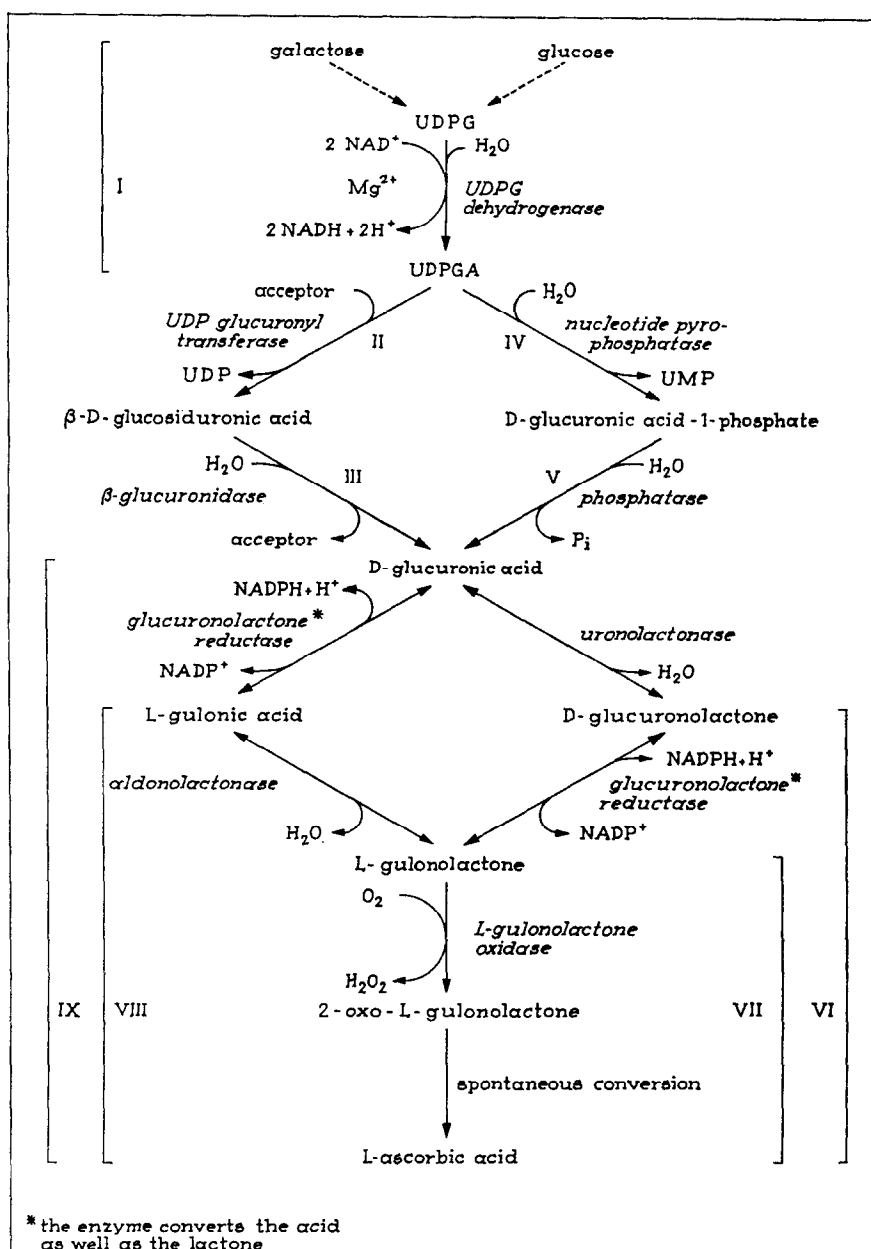 galactose glucose
UDPG
2 NAD⁺ H₂O
I Mg²⁺ UDPG
dehydrogenase
2 NADH + 2H⁺
UDPGA
acceptor H₂O
UDP glucuronyl
transferase II IV nucleotide pyro-
phosphatase
UDP UMP
β-D-glucosiduronic acid D-glucuronic acid-1-phosphate
H₂O III V H₂O
β-glucuronidase phosphatase
acceptor Pi
D-glucuronic acid
NADPH + H⁺
glucuronolactone*
reductase uronolactonase
NADP⁺ H₂O
L-gulonic acid D-glucuronolactone
NADPH + H⁺
aldonolactonase glucuronolactone*
reductase
H₂O NADP⁺
L-gulonolactone
O₂
L-gulonolactone
oxidase
H₂O₂
IX VIII 2-oxo-L-gulonolactone VII VI
spontaneous conversion
L-ascorbic acid
* the enzyme converts the acid
as well as the lactone